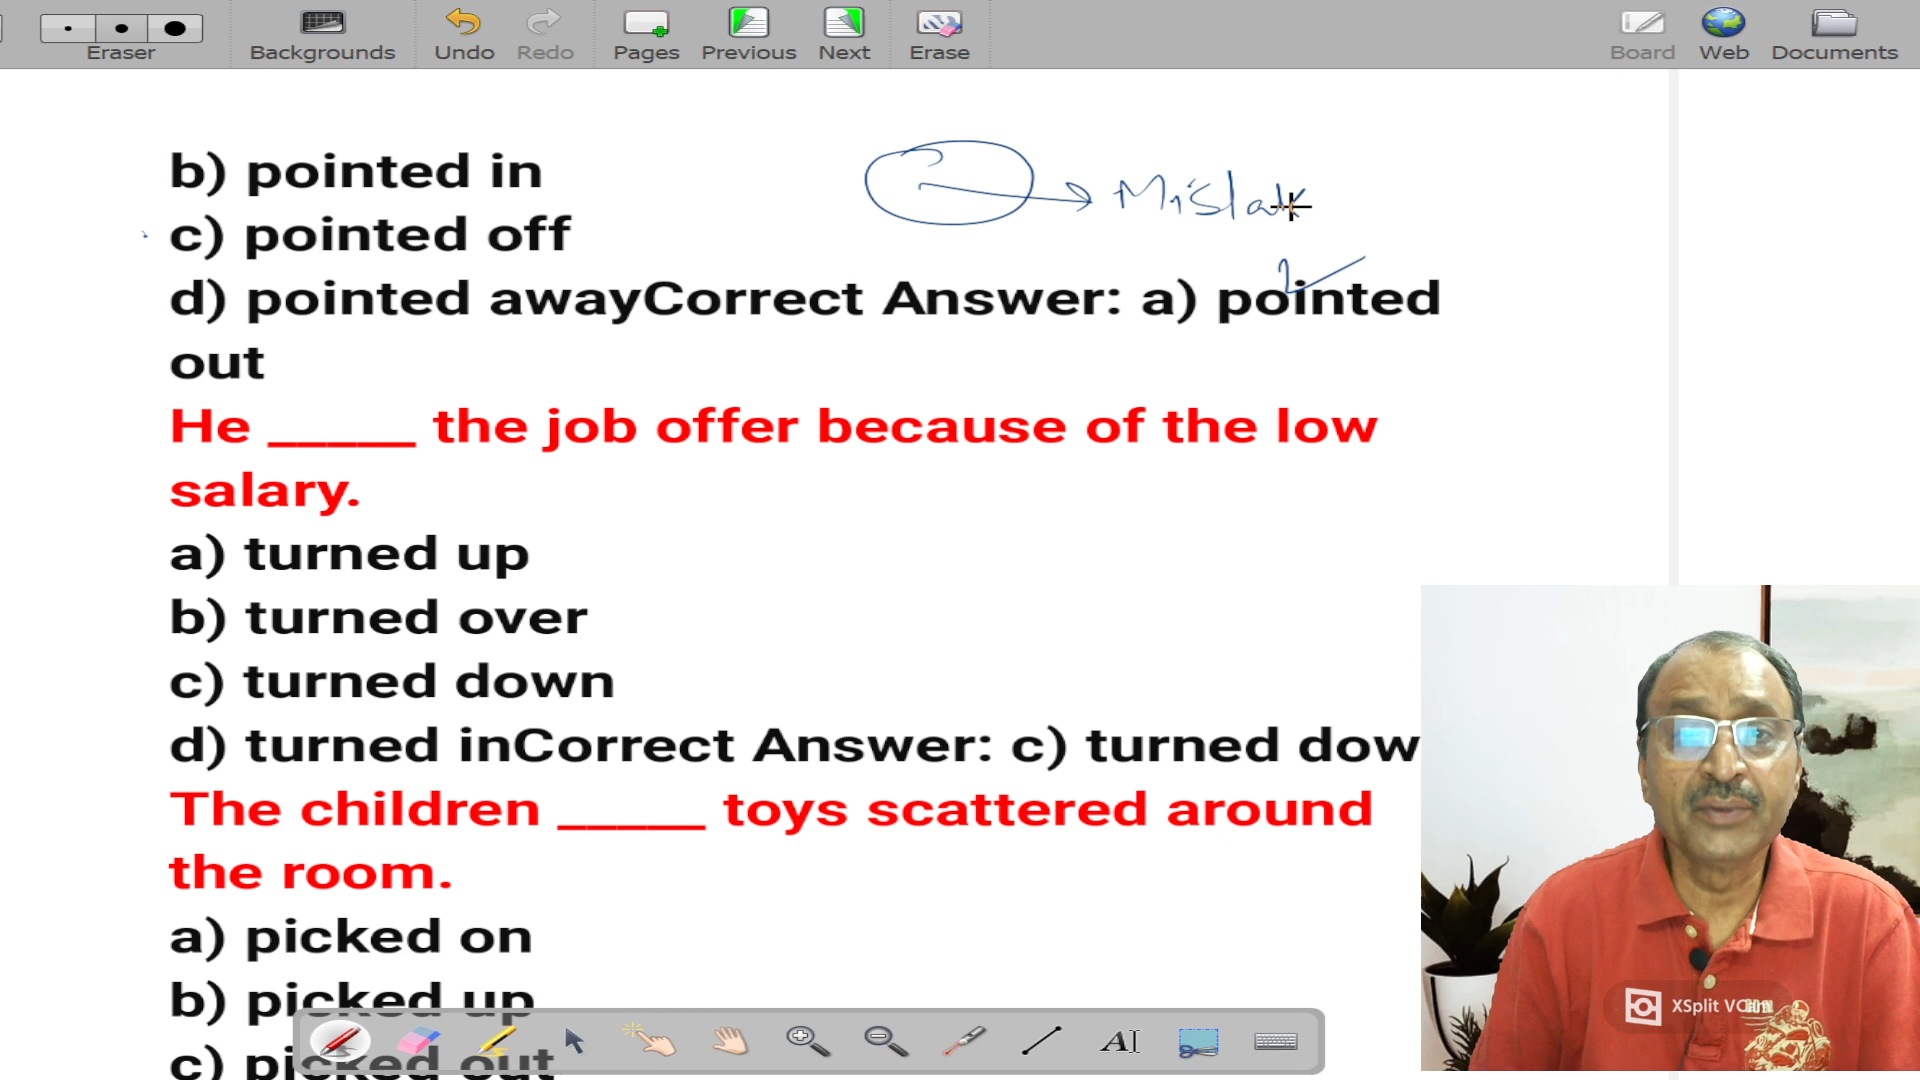 Eraser
Backgrounds
Undo
Redo
Pages
Previous
Next
Erase
Board
Web
Documents
b) pointed in
c) pointed off
d) pointed awayCorrect Answer: a) pointed
out
He _____ the job offer because of the low
salary.
a) turned up
b) turned over
c) turned down
d) turned inCorrect Answer: c) turned dow
The children _____ toys scattered around
the room.
a) picked on
b) picked up
c) picked out
AI
XSplit VCam